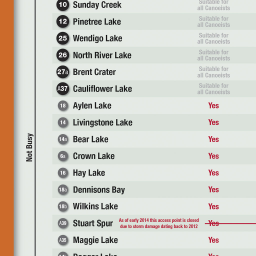 10 Sunday Creek Suitable for
all Canoeists
12 Pinetree Lake Suitable for
all Canoeists
25 Wendigo Lake Suitable for
all Canoeists
26 North River Lake Suitable for
all Canoeists
27 Brent Crater Suitable for
all Canoeists
A37 Cauliflower Lake Suitable for
all Canoeists
Aylen Lake Yes
14 Longairy Lake Yes
Bear Lake Yes
Crown Lake Yes
16 Hay Lake Yes
Dennisons Bay Yes
Wilkins Lake Yes
Stuart Spur As of early 2014 this access point is closed
due to storm damage dating back to 2012 Yes
Maggie Lake Yes
Not Busy